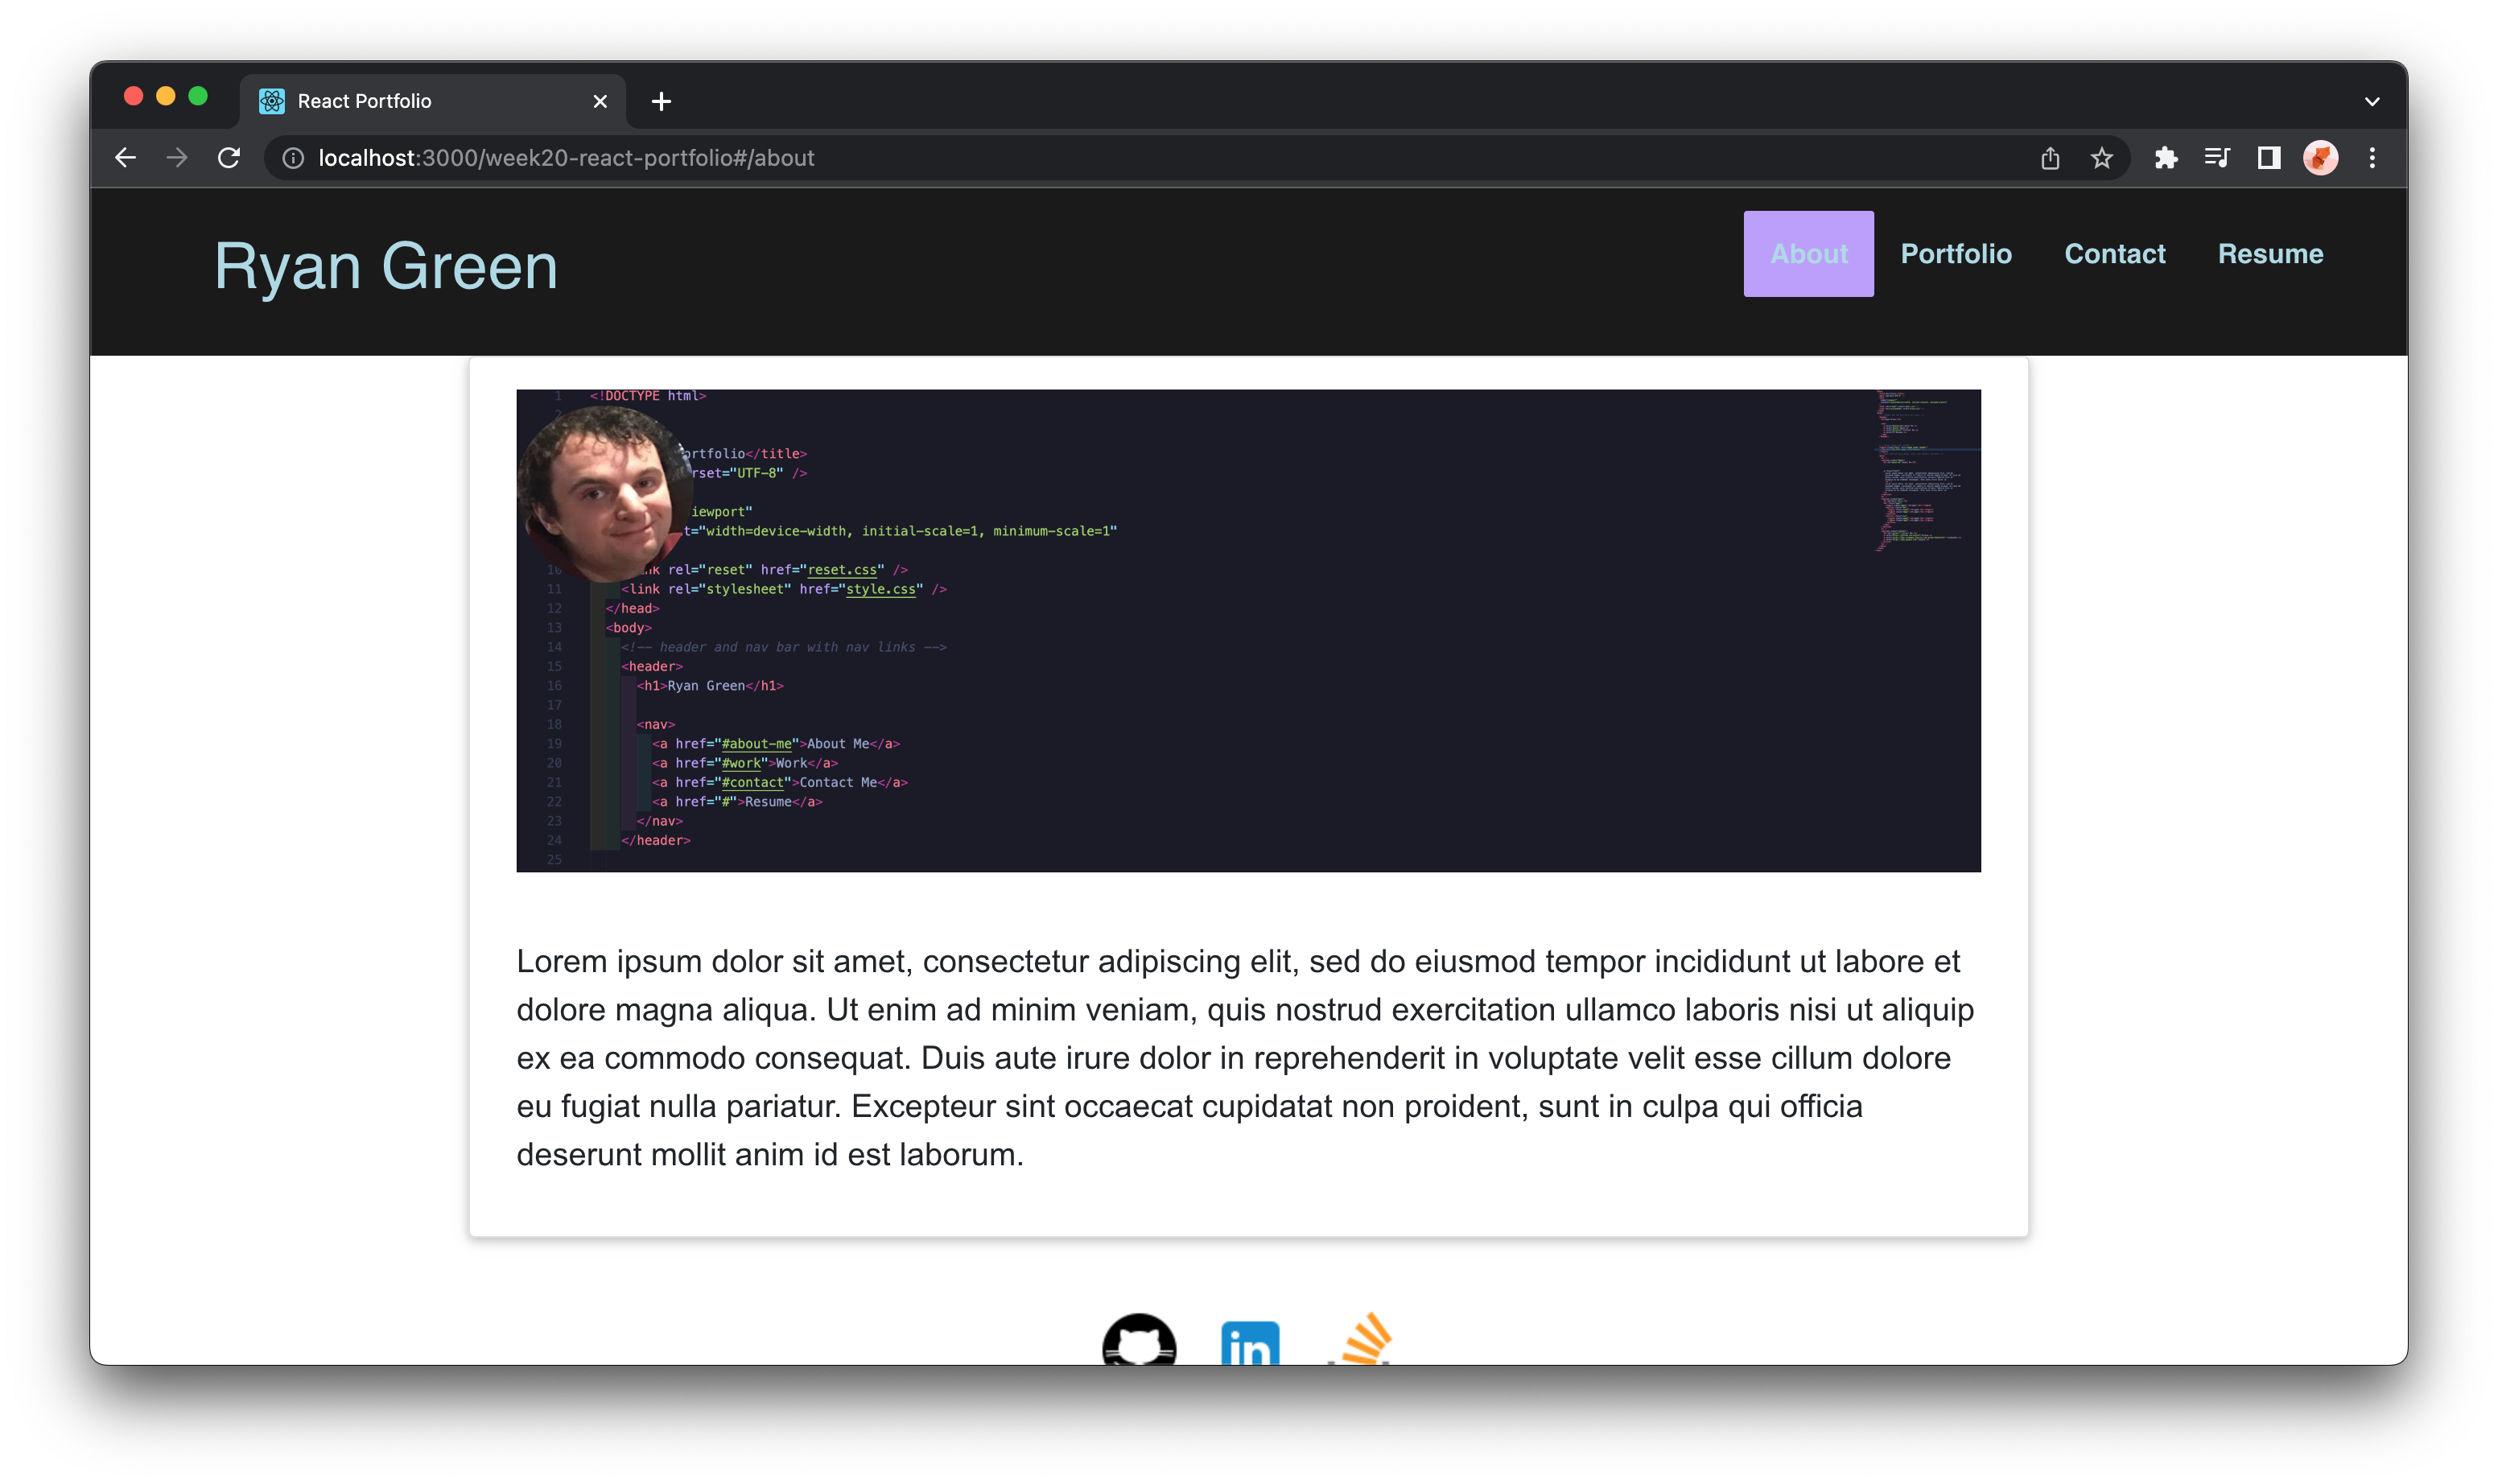 React Portfolio
localhost:3000/week20-react-portfolio#/about
Ryan Green
About Portfolio Contact Resume
1 <!DOCTYPE html>
2
ortfolio</title>
rset="UTF-8" />
iewport"
t="width=device-width, initial-scale=1, minimum-scale=1"
10 nk rel="reset" href="reset.css" />
11 <link rel="stylesheet" href="style.css" />
12 </head>
13 <body>
14 <!-- header and nav bar with nav links -->
15 <header>
16 <h1>Ryan Green</h1>
17
18 <nav>
19 <a href="#about-me">About Me</a>
20 <a href="#work">Work</a>
21 <a href="#contact">Contact Me</a>
22 <a href="#">Resume</a>
23 </nav>
24 </header>
25
Lorem ipsum dolor sit amet, consectetur adipiscing elit, sed do eiusmod tempor incididunt ut labore et
dolore magna aliqua. Ut enim ad minim veniam, quis nostrud exercitation ullamco laboris nisi ut aliquip
ex ea commodo consequat. Duis aute irure dolor in reprehenderit in voluptate velit esse cillum dolore
eu fugiat nulla pariatur. Excepteur sint occaecat cupidatat non proident, sunt in culpa qui officia
deserunt mollit anim id est laborum.
in